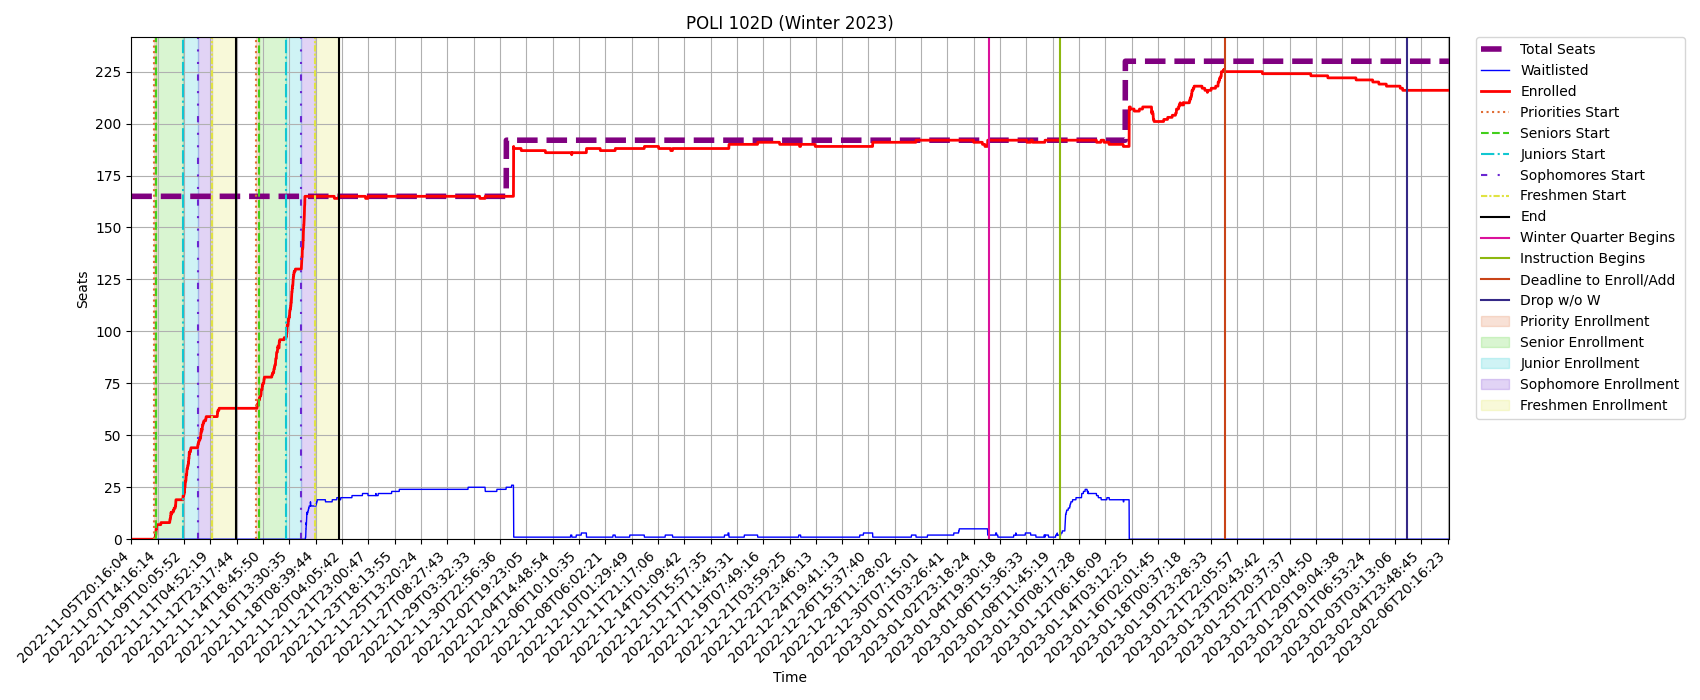 POLI 102D (Winter 2023)
Total Seats
Waitlisted
Enrolled
Priorities Start
Seniors Start
Juniors Start
Sophomores Start
Freshmen Start
End
Winter Quarter Begins
Instruction Begins
Deadline to Enroll/Add
Drop w/o W
Priority Enrollment
Senior Enrollment
Junior Enrollment
Sophomore Enrollment
Freshmen Enrollment
Seats
225
200
175
150
125
100
75
50
25
0
2022-11-05T20:16:04
2022-11-07T14:16:14
2022-11-09T10:05:52
2022-11-11T04:52:19
2022-11-12T23:17:44
2022-11-14T18:45:50
2022-11-16T13:30:35
2022-11-18T08:39:44
2022-11-20T04:05:42
2022-11-21T23:00:47
2022-11-23T18:13:55
2022-11-25T13:20:24
2022-11-27T08:27:43
2022-11-29T03:32:33
2022-11-30T22:56:36
2022-12-02T19:23:05
2022-12-04T14:48:54
2022-12-06T10:10:35
2022-12-08T06:02:21
2022-12-10T01:29:49
2022-12-11T21:17:06
2022-12-14T01:09:42
2022-12-15T15:57:35
2022-12-17T11:45:31
2022-12-19T07:49:16
2022-12-21T03:59:25
2022-12-22T23:46:13
2022-12-24T19:41:13
2022-12-26T15:37:40
2022-12-28T11:28:02
2022-12-30T07:15:01
2023-01-01T03:26:41
2023-01-02T23:18:24
2023-01-04T19:30:18
2023-01-06T15:36:33
2023-01-08T11:45:19
2023-01-10T08:17:28
2023-01-12T06:16:09
2023-01-14T03:12:25
2023-01-16T02:01:45
2023-01-18T00:37:18
2023-01-19T23:28:33
2023-01-21T22:05:57
2023-01-23T20:43:42
2023-01-25T20:37:37
2023-01-27T20:04:50
2023-01-29T19:04:38
2023-02-01T06:53:24
2023-02-03T03:13:06
2023-02-04T23:48:45
2023-02-06T20:16:23
Time